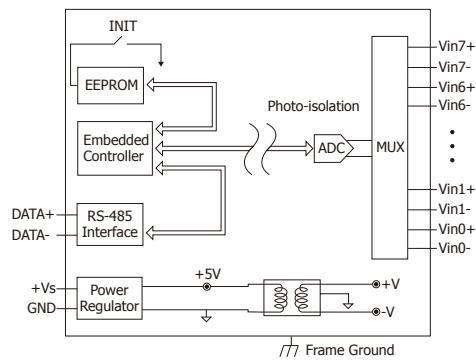 INIT
EEPROM
Photo-isolation
Embedded
Controller
ADC
MUX
Vin7+
Vin7-
Vin6+
Vin6-
Vin1+
Vin1-
Vin0+
Vin0-
DATA+
DATA-
RS-485
Interface
+Vs
GND
Power
Regulator
+5V
+V
-V
Frame Ground